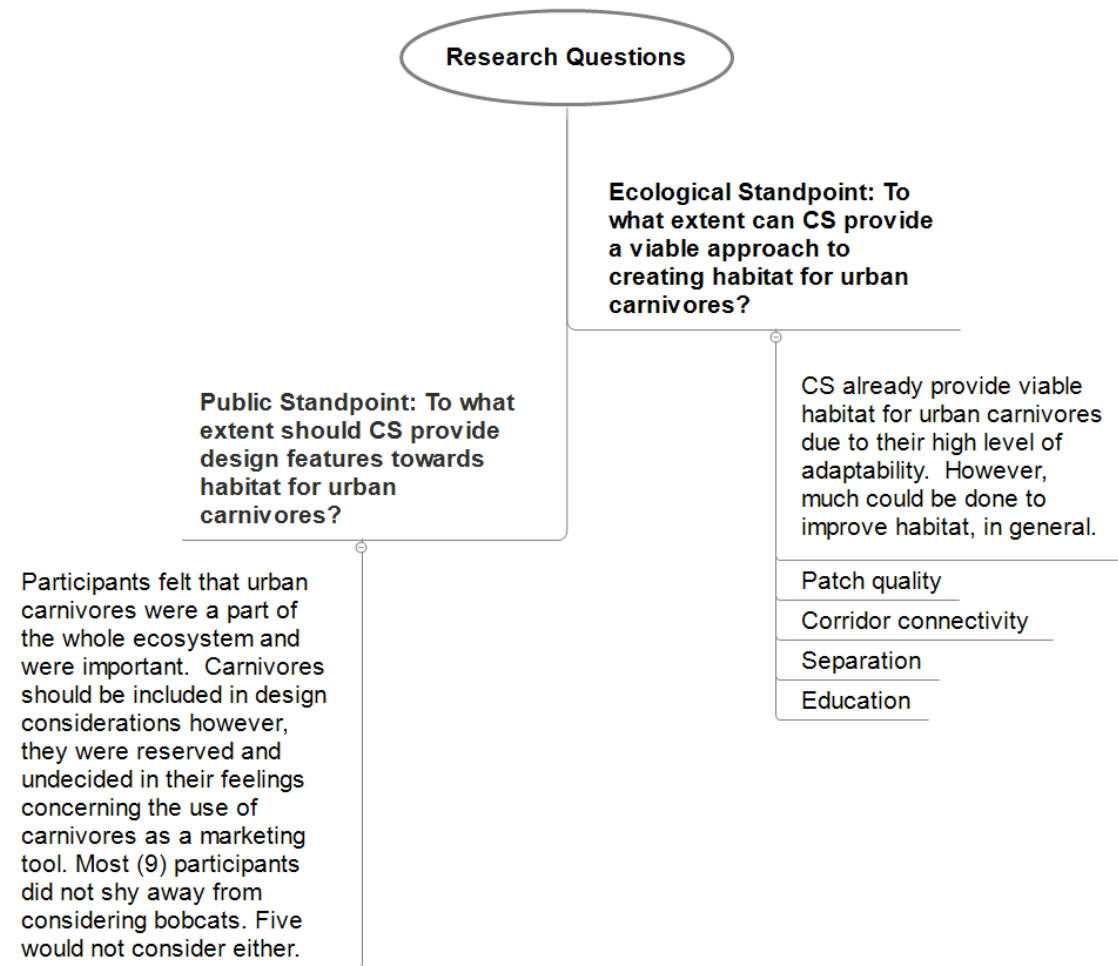 Research Questions
Ecological Standpoint: To
what extent can CS provide
a viable approach to
creating habitat for urban
carnivores?
CS already provide viable
habitat for urban carnivores
due to their high level of
adaptability.  However,
much could be done to
improve habitat, in general.
Patch quality
Corridor connectivity
Separation
Education
Public Standpoint: To what
extent should CS provide
design features towards
habitat for urban
carnivores?
Participants felt that urban
carnivores were a part of
the whole ecosystem and
were important.  Carnivores
should be included in design
considerations however,
they were reserved and
undecided in their feelings
concerning the use of
carnivores as a marketing
tool. Most (9) participants
did not shy away from
considering bobcats. Five
would not consider either.